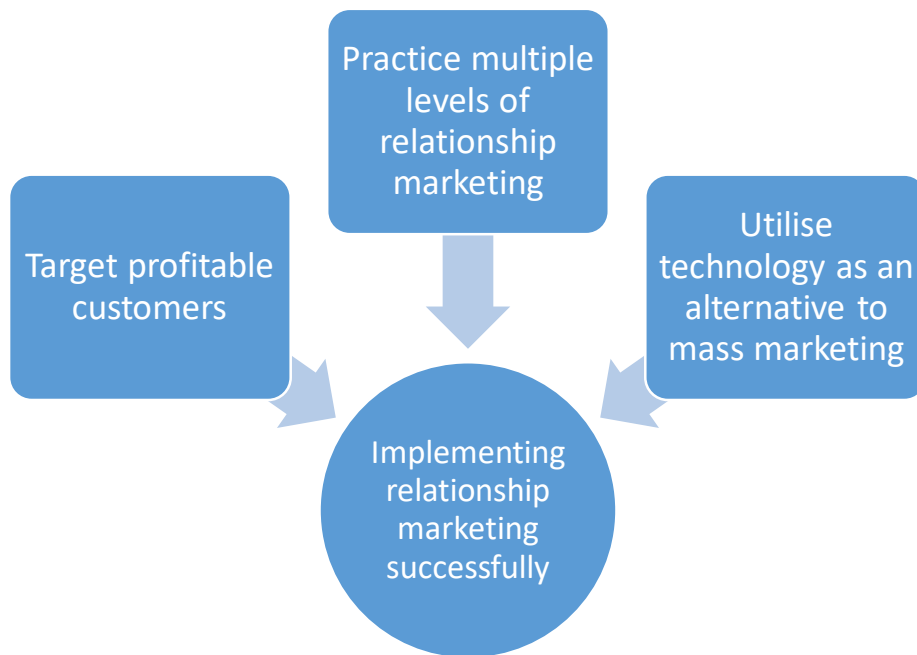 Practice multiple
levels of
relationship
marketing
Target profitable
customers
Utilise
technology as an
alternative to
mass marketing
Implementing
relationship
marketing
successfully